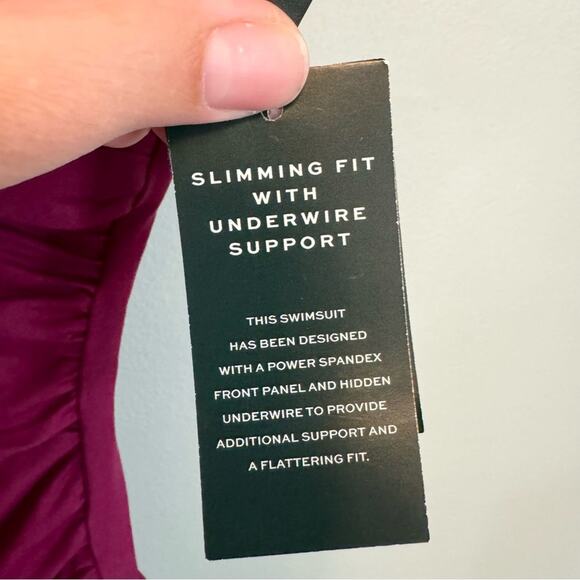 SLIMMING FIT
WITH
UNDERWIRE
SUPPORT
THIS SWIMSUIT
HAS BEEN DESIGNED
WITH A POWER SPANDEX
FRONT PANEL AND HIDDEN
UNDERWIRE TO PROVIDE
ADDITIONAL SUPPORT AND
A FLATTERING FIT.